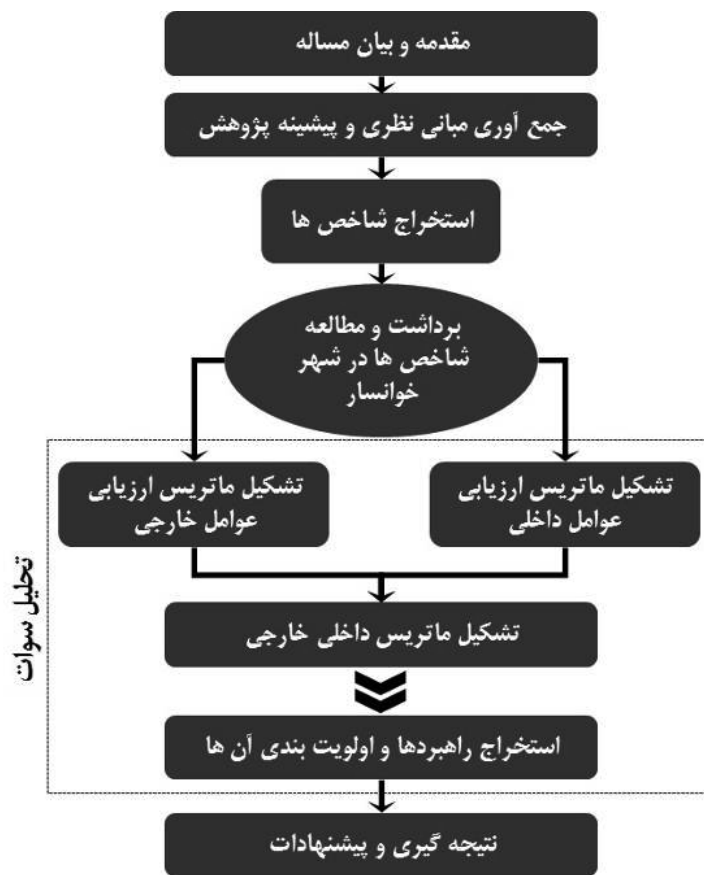 مقدمه و بیان مساله
جمع آوری مبانی نظری و پیشینه پژوهش
استخراج شاخص ها
برداشت و مطالعه
شاخص ها در شهر
خوانسار
تشکیل ماتریس ارزیابی
عوامل داخلی
تشکیل ماتریس ارزیابی
عوامل خارجی
تحلیل سوات
تشکیل ماتریس داخلی خارجی
استخراج راهبردها و اولویت بندی آن ها
نتیجه گیری و پیشنهادات